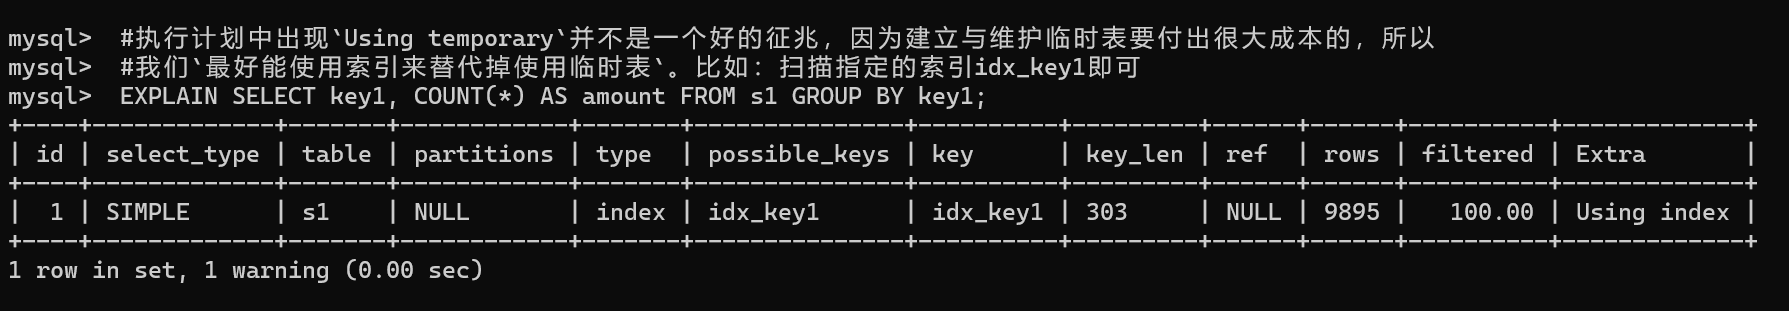 mysql>  #执行计划中出现`Using temporary`并不是一个好的征兆，因为建立与维护临时表要付出很大成本的，所以
mysql>  #我们`最好能使用索引来替代掉使用临时表`。比如：扫描指定的索引idx_key1即可
mysql>  EXPLAIN SELECT key1, COUNT(*) AS amount FROM s1 GROUP BY key1;
+----+-------------+-------+------------+-------+---------------+----------+---------+------+------+----------+-------------+
| id | select_type | table | partitions | type  | possible_keys | key      | key_len | ref  | rows | filtered | Extra       |
+----+-------------+-------+------------+-------+---------------+----------+---------+------+------+----------+-------------+
|  1 | SIMPLE      | s1    | NULL       | index | idx_key1      | idx_key1 | 303     | NULL | 9895 |   100.00 | Using index |
+----+-------------+-------+------------+-------+---------------+----------+---------+------+------+----------+-------------+
1 row in set, 1 warning (0.00 sec)